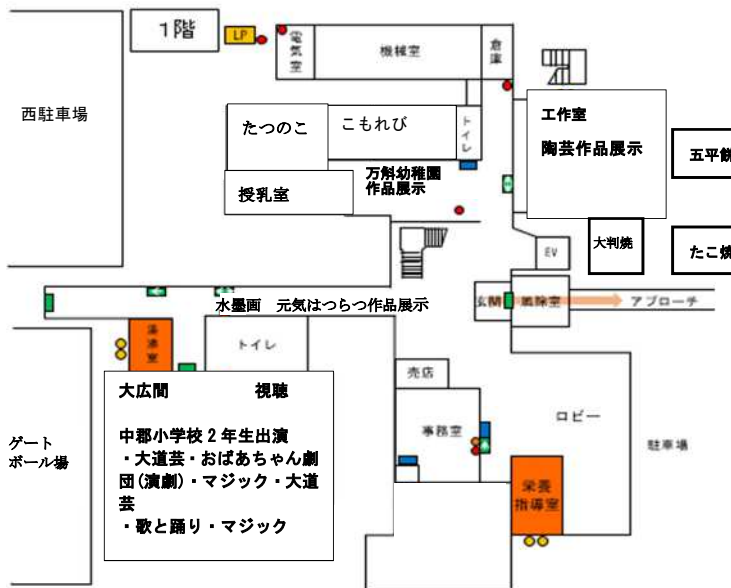 1階
LP
電気室
機械室
倉庫
西駐車場
たつのこ
こもれび
トイレ
工作室
陶芸作品展示
五平餅
万斛幼稚園
作品展示
授乳室
大判焼
たこ焼
EV
水墨画　元気はつらつ作品展示
玄関
風除室
アプローチ
湯沸室
トイレ
売店
大広間　視聴
中郡小学校2年生出演
・大道芸・おばあちゃん劇
団(演劇)・マジック・大道
芸
・歌と踊り・マジック
事務室
ロビー
駐車場
ゲート
ボール場
栄養
指導室